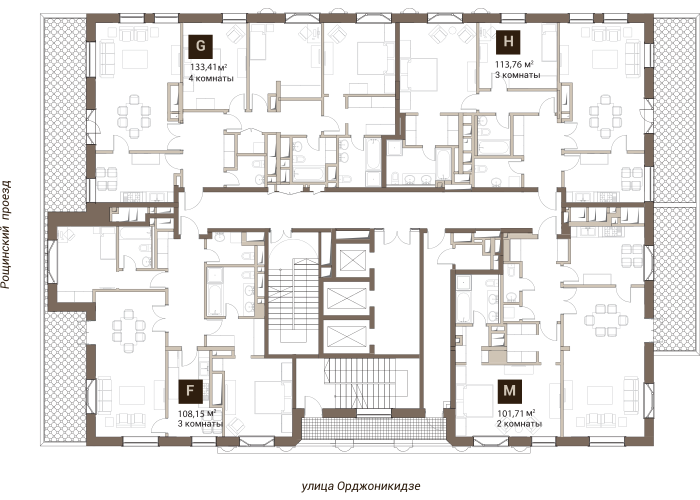 G
133,41 м²
4 комнаты
H
113,76 м²
3 комнаты
Рощинский проезд
F
108,15 м²
3 комнаты
M
101,71 м²
2 комнаты
улица Орджоникидзе